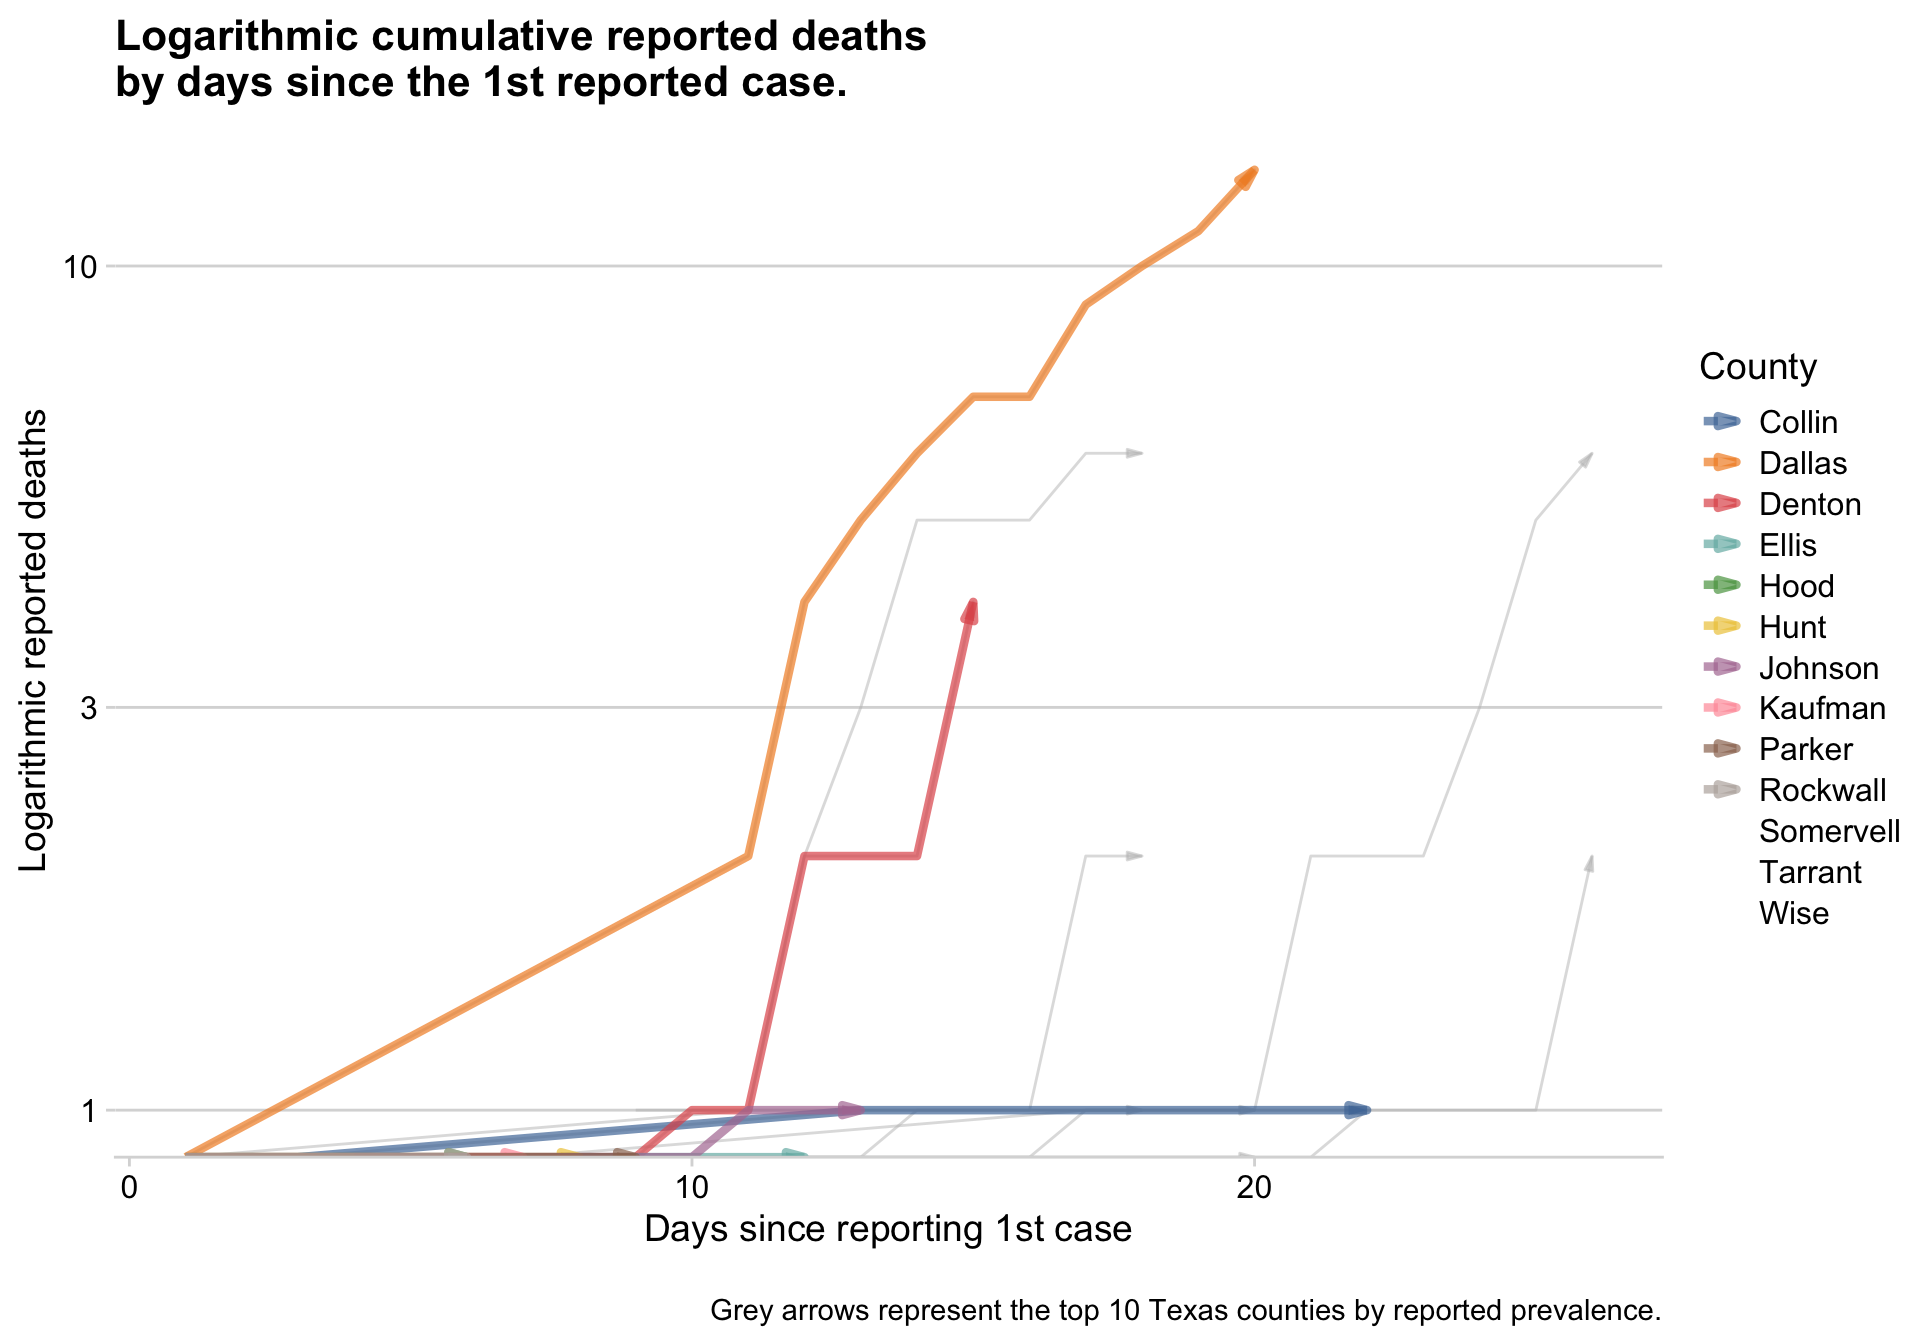 Logarithmic cumulative reported deaths
by days since the 1st reported case.
Logarithmic reported deaths
10
3
1
0
10
20
Days since reporting 1st case
County
Collin
Dallas
Denton
Ellis
Hood
Hunt
Johnson
Kaufman
Parker
Rockwall
Somervell
Tarrant
Wise
Grey arrows represent the top 10 Texas counties by reported prevalence.